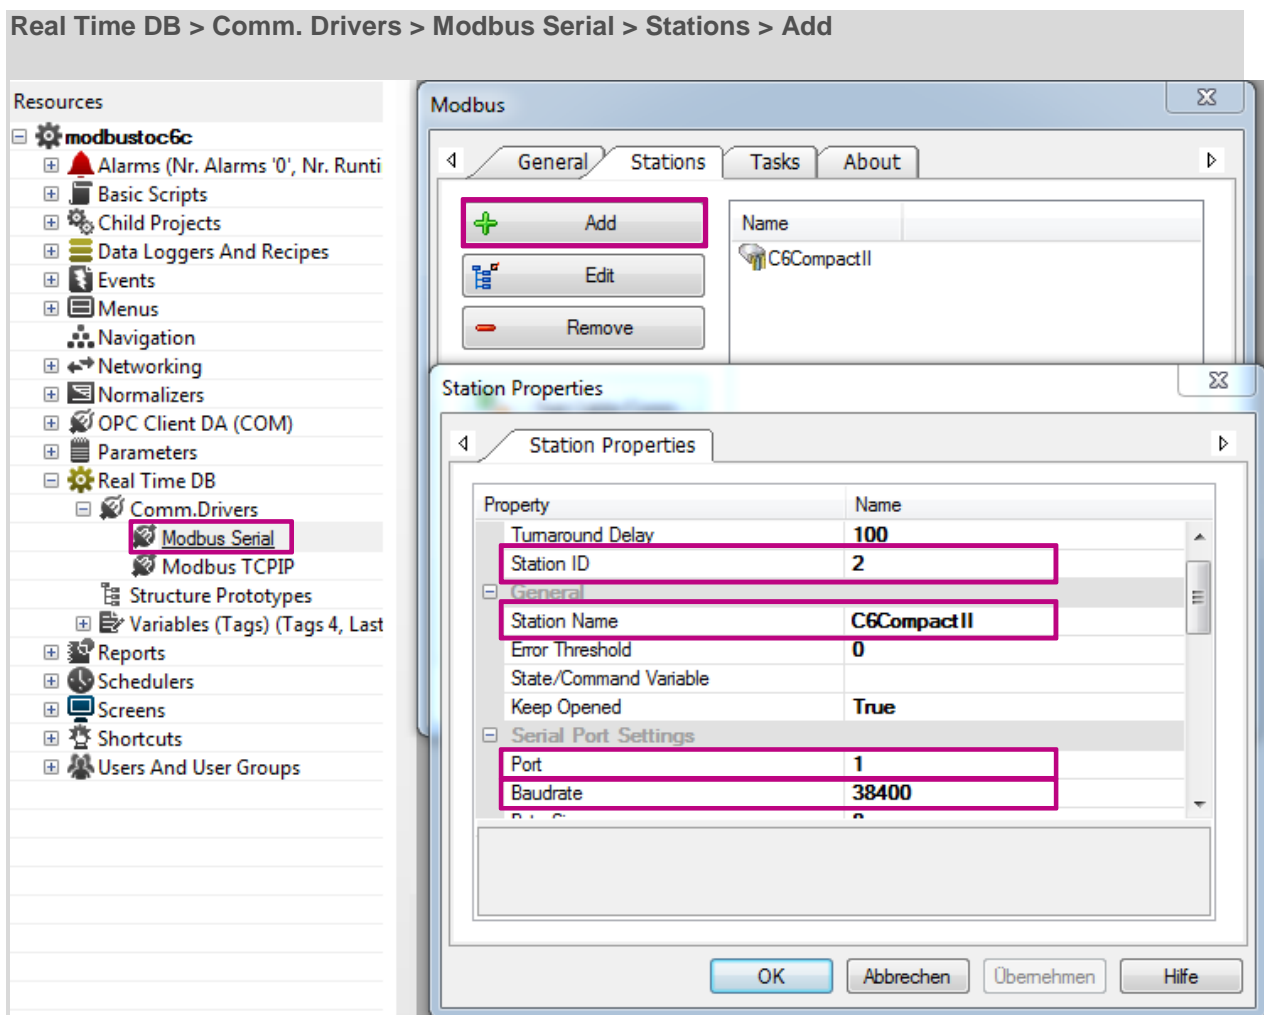 Real Time DB > Comm. Drivers > Modbus Serial > Stations > Add
Resources
modbustoc6c
Alarms (Nr. Alarms '0', Nr. Runti
Basic Scripts
Child Projects
Data Loggers And Recipes
Events
Menus
Navigation
Networking
Normalizers
OPC Client DA (COM)
Parameters
Real Time DB
Comm.Drivers
Modbus Serial
Modbus TCPIP
Structure Prototypes
Variables (Tags) (Tags 4, Last
Reports
Schedulers
Screens
Shortcuts
Users And User Groups
Modbus
General Stations Tasks About
Add
Edit
Remove
Name
C6CompactII
Station Properties
Station Properties
Property Name
Turnaround Delay 100
Station ID 2
General
Station Name C6CompactII
Error Threshold 0
State/Command Variable
Keep Opened True
Serial Port Settings
Port 1
Baudrate 38400
OK Abbrechen Übernehmen Hilfe